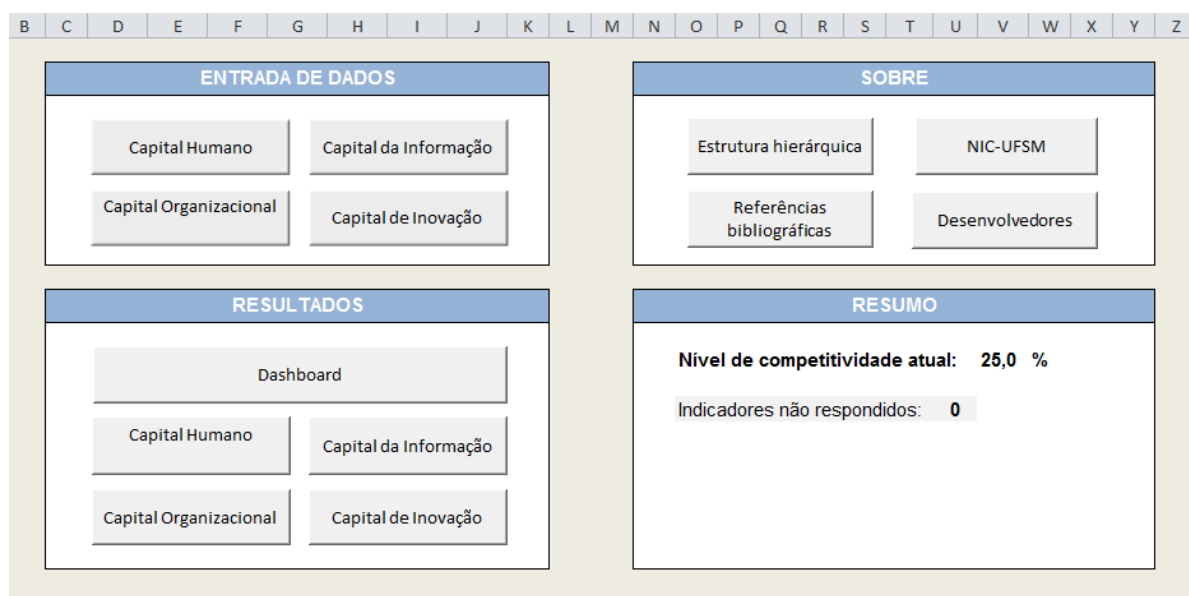 B C D E F G H I J K L M N O P Q R S T U V W X Y Z
ENTRADA DE DADOS
Capital Humano
Capital da Informação
Capital Organizacional
Capital de Inovação
SOBRE
Estrutura hierárquica
NIC-UFSM
Referências
bibliográficas
Desenvolvedores
RESULTADOS
Dashboard
Capital Humano
Capital da Informação
Capital Organizacional
Capital de Inovação
RESUMO
Nível de competitividade atual: 25,0 %
Indicadores não respondidos: 0